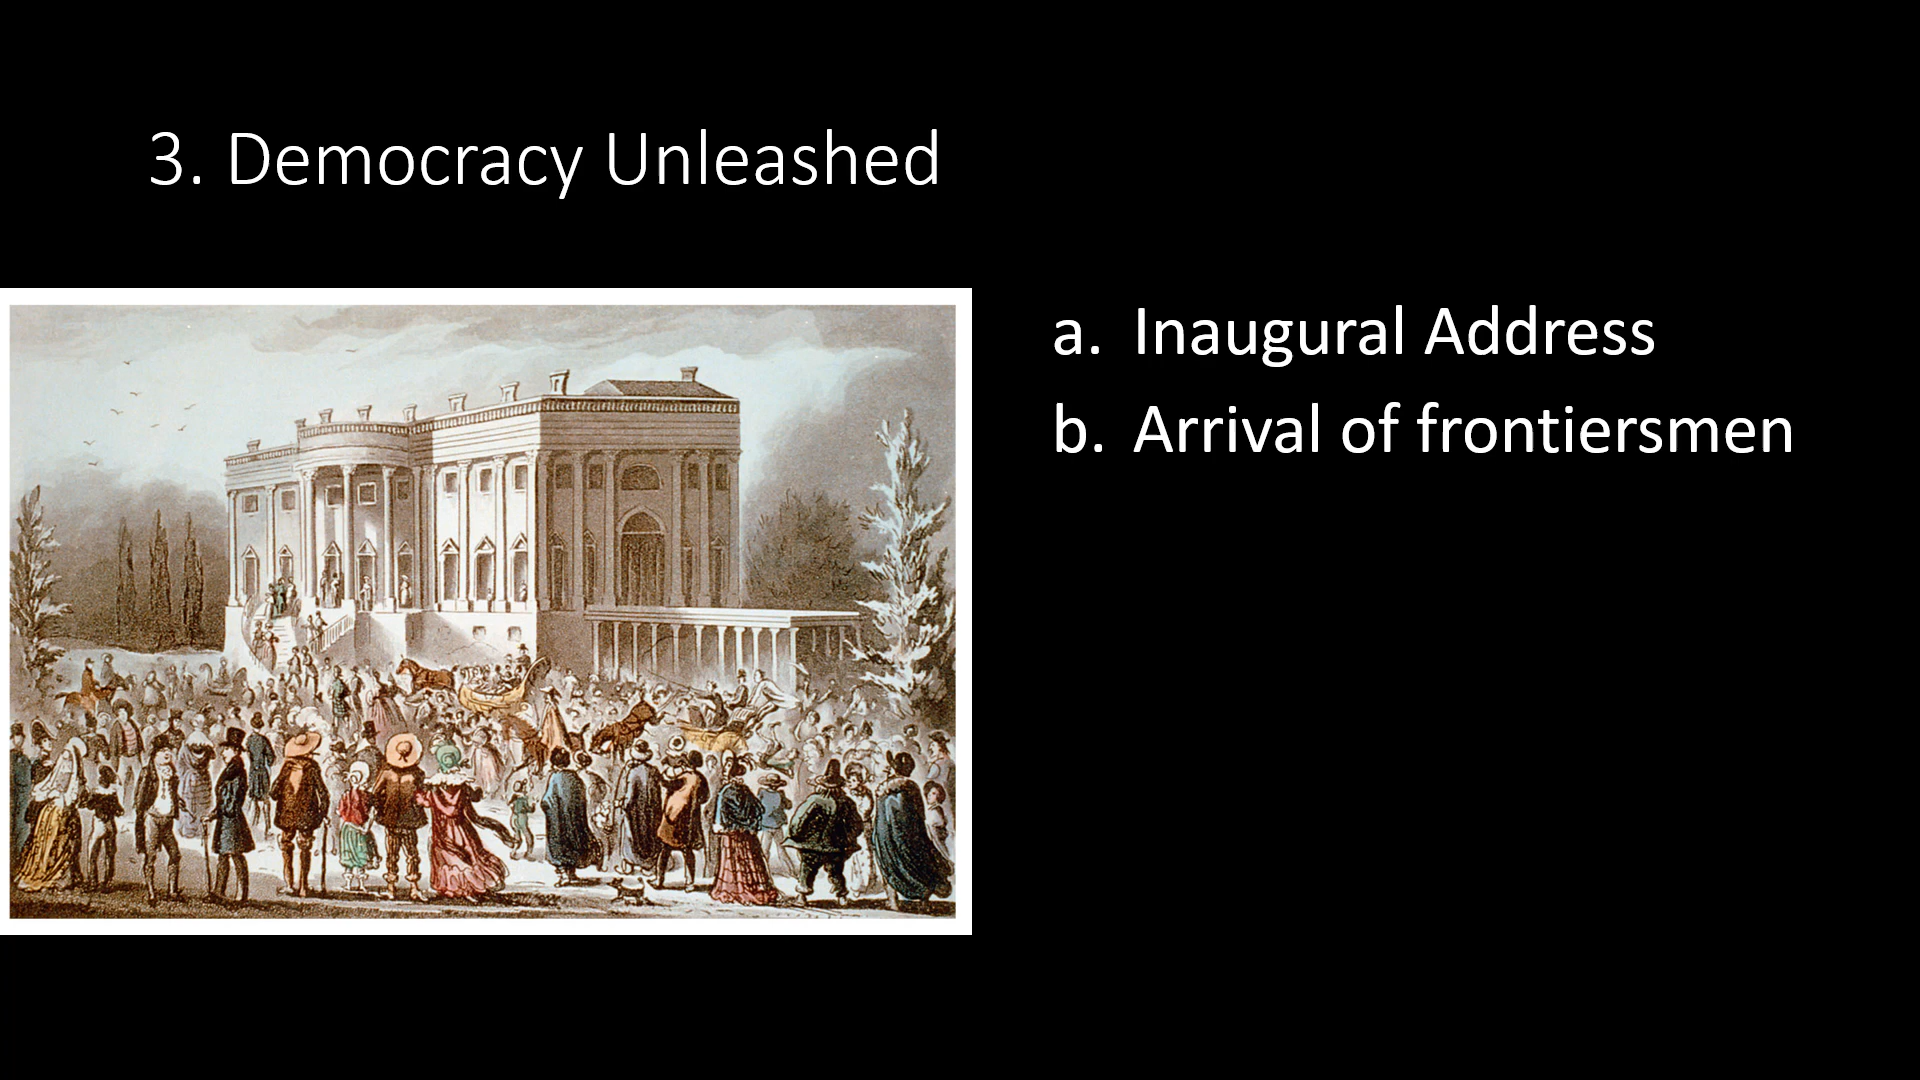 3. Democracy Unleashed
a. Inaugural Address
b. Arrival of frontiersmen